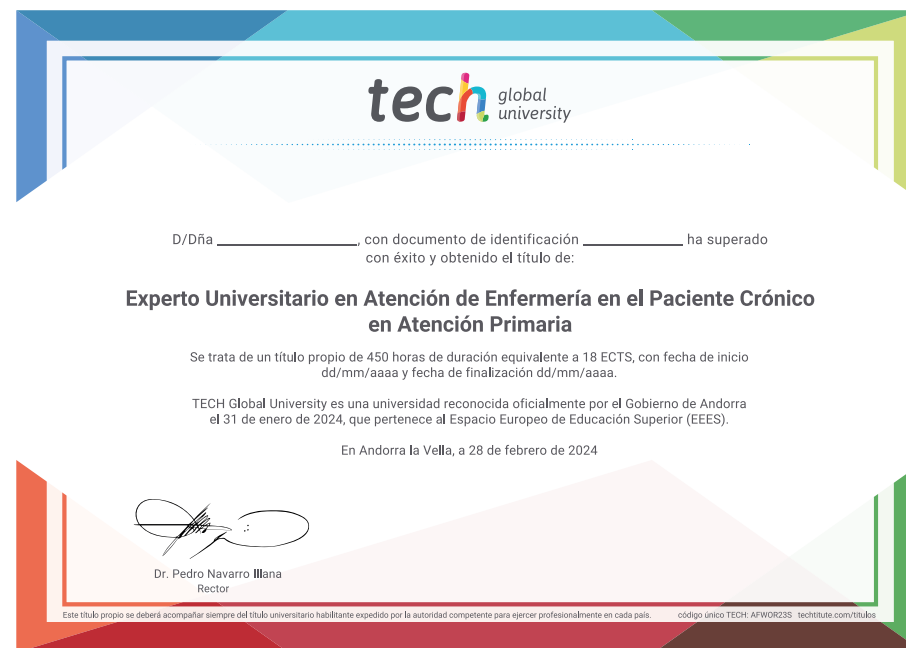 tech global university
D/Dña ________________, con documento de identificación ____________ ha superado
con éxito y obtenido el título de:
Experto Universitario en Atención de Enfermería en el Paciente Crónico
en Atención Primaria
Se trata de un título propio de 450 horas de duración equivalente a 18 ECTS, con fecha de inicio
dd/mm/aaaa y fecha de finalización dd/mm/aaaa.
TECH Global University es una universidad reconocida oficialmente por el Gobierno de Andorra
el 31 de enero de 2024, que pertenece al Espacio Europeo de Educación Superior (EEES).
En Andorra la Vella, a 28 de febrero de 2024
Dr. Pedro Navarro Illana
Rector
Este título propio se deberá acompañar siempre del título universitario habilitante expedido por la autoridad competente para ejercer profesionalmente en cada país. código único TECH: AFWOR23S techtitute.com/titulos